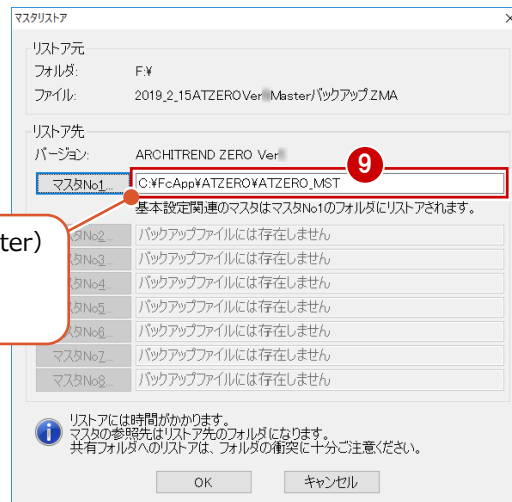 マスタリストア
リストア元
フォルダ: F:¥
ファイル: 2019_2_15ATZEROVer Masterバックアップ.ZMA
リストア先
バージョン: ARCHITREND ZERO Ver
9
マスタNo1... C:¥FcApp¥ATZERO¥ATZERO_MST
基本設定関連のマスタはマスタNo1のフォルダにリストアされます。
ter)
スタNo2... バックアップファイルには存在しません
スタNo3... バックアップファイルには存在しません
スタNo4... バックアップファイルには存在しません
スタNo5... バックアップファイルには存在しません
スタNo6... バックアップファイルには存在しません
マスタNo7... バックアップファイルには存在しません
マスタNo8... バックアップファイルには存在しません
リストアには時間がかかります。
マスタの参照先はリストア先のフォルダになります。
共有フォルダへのリストアは、フォルダの衝突に十分ご注意ください。
OK キャンセル